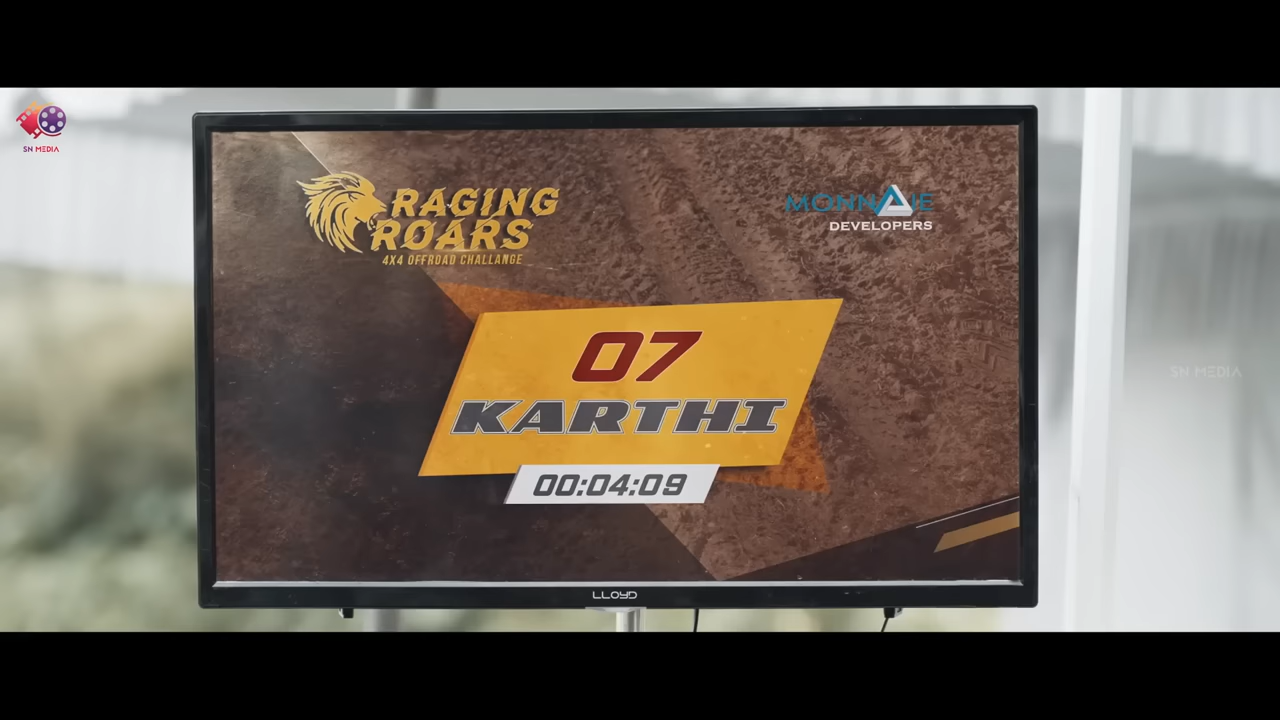 SN MEDIA
RAGING
ROARS
4X4 OFFROAD CHALLANGE
MONNAIE
DEVELOPERS
07
KARTHI
00:04:09
SN MEDIA
LLOYD